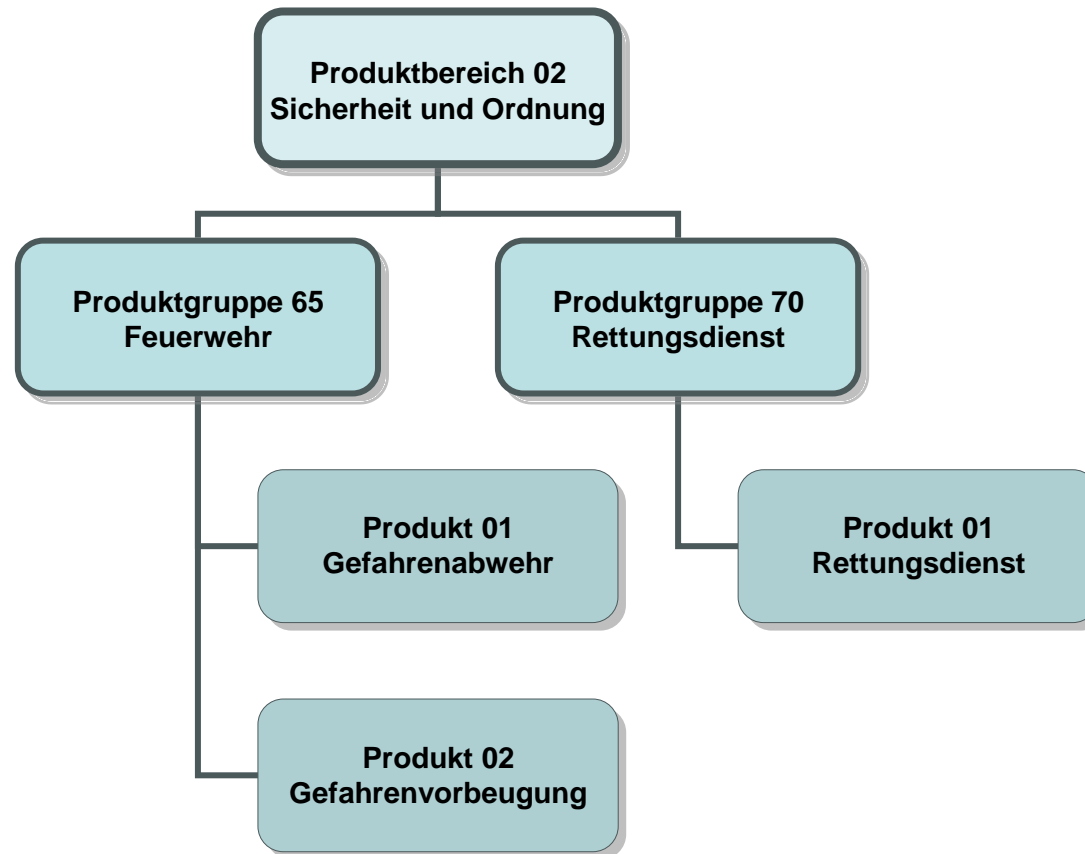 Produktbereich 02
Sicherheit und Ordnung
Produktgruppe 65
Feuerwehr
Produktgruppe 70
Rettungsdienst
Produkt 01
Gefahrenabwehr
Produkt 01
Rettungsdienst
Produkt 02
Gefahrenvorbeugung